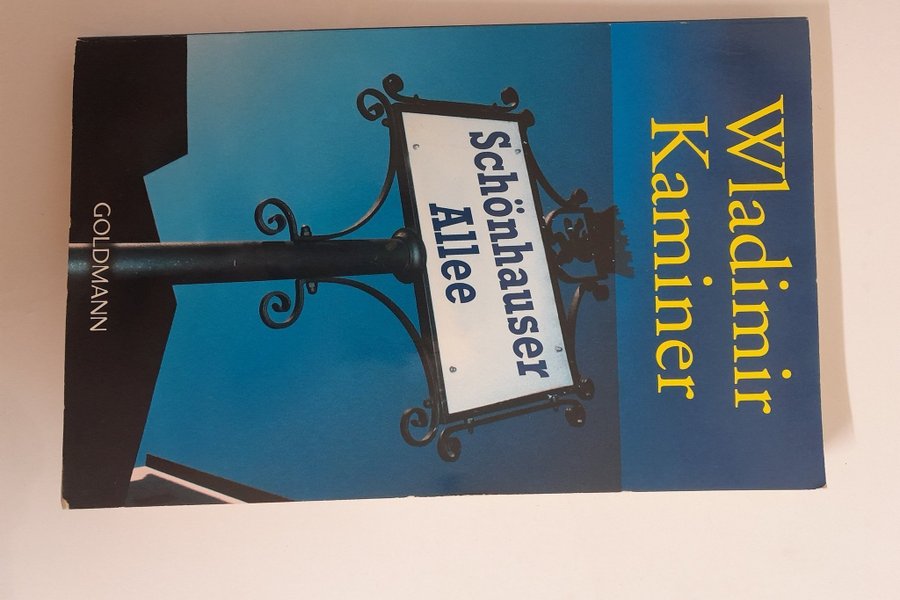 Wladimir
Kaminer
Schönhauser
Allee
GOLDMANN